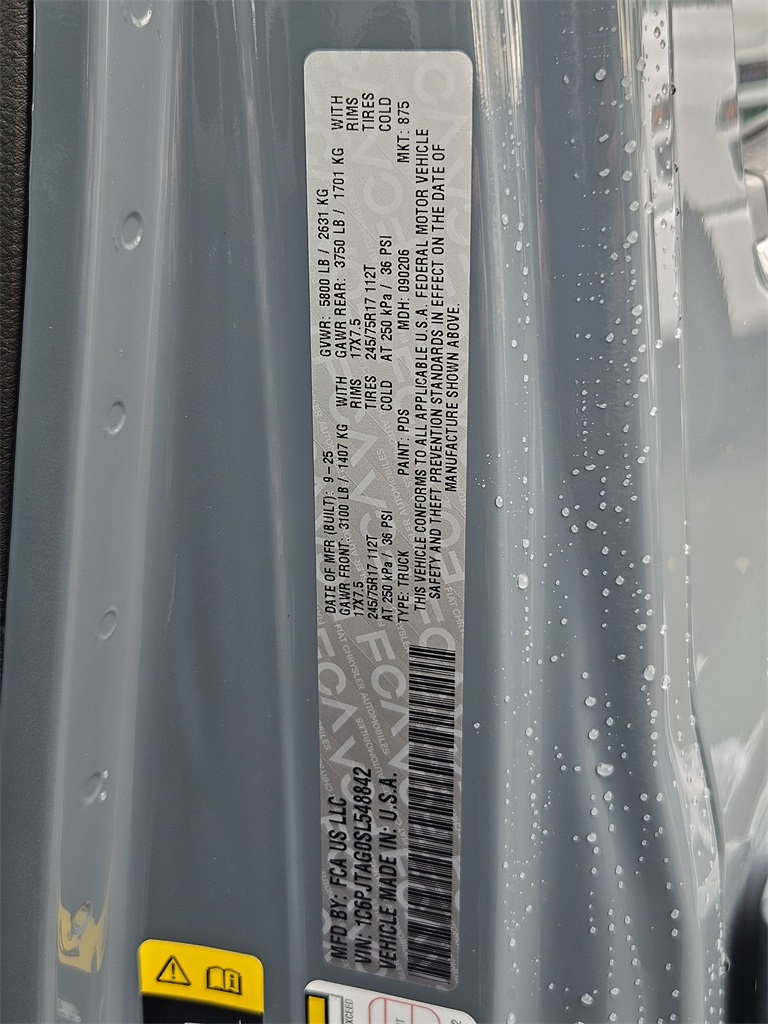 MFD BY: FCA US LLC
VIN: 1C6PJTAG0SL548842
VEHICLE MADE IN: U.S.A.
DATE OF MFR (BUILT): 9-25 GVWR: 5800 LB / 2631 KG
GAWR FRONT: 3100 LB / 1407 KG WITH GAWR REAR: 3750 LB / 1701 KG WITH
17X7.5 RIMS 17X7.5 RIMS
245/75R17 112T TIRES 245/75R17 112T TIRES
AT 250 kPa / 36 PSI COLD AT 250 kPa / 36 PSI COLD
TYPE: TRUCK PAINT: PDS MDH: 090206 MKT: 875
THIS VEHICLE CONFORMS TO ALL APPLICABLE U.S.A. FEDERAL MOTOR VEHICLE
SAFETY AND THEFT PREVENTION STANDARDS IN EFFECT ON THE DATE OF
MANUFACTURE SHOWN ABOVE.
EXCEED